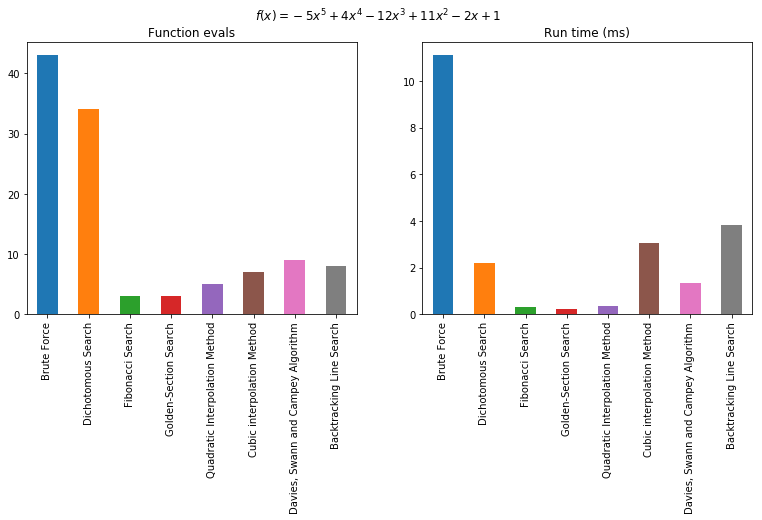 f(x) = −5x⁵ + 4x⁴ − 12x³ + 11x² − 2x + 1
Function evals
40
30
20
10
0
Brute Force
Dichotomous Search
Fibonacci Search
Golden-Section Search
Quadratic Interpolation Method
Cubic interpolation Method
Davies, Swann and Campey Algorithm
Backtracking Line Search
Run time (ms)
10
8
6
4
2
0
Brute Force
Dichotomous Search
Fibonacci Search
Golden-Section Search
Quadratic Interpolation Method
Cubic interpolation Method
Davies, Swann and Campey Algorithm
Backtracking Line Search